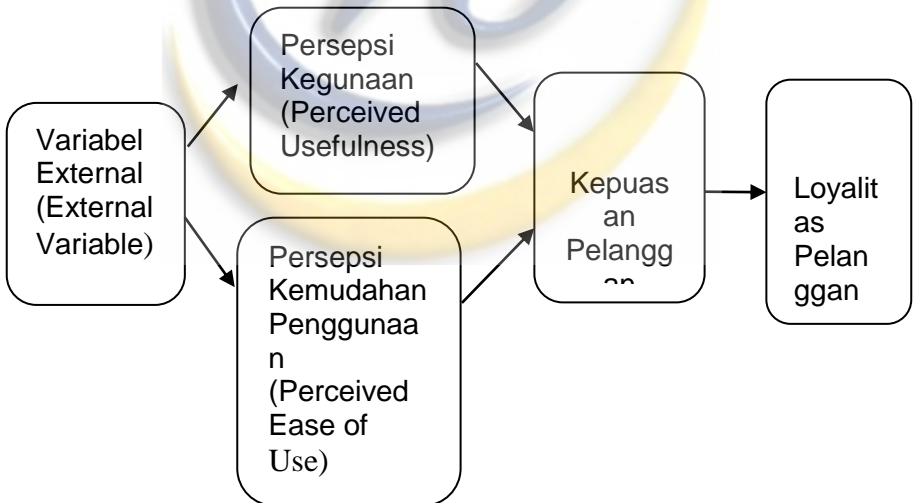 Variabel
External
(External
Variable)
Persepsi
Kegunaan
(Perceived
Usefulness)
Persepsi
Kemudahan
Penggunaa
n
(Perceived
Ease of
Use)
Kepuas
an
Pelangg
an
Loyalit
as
Pelan
ggan